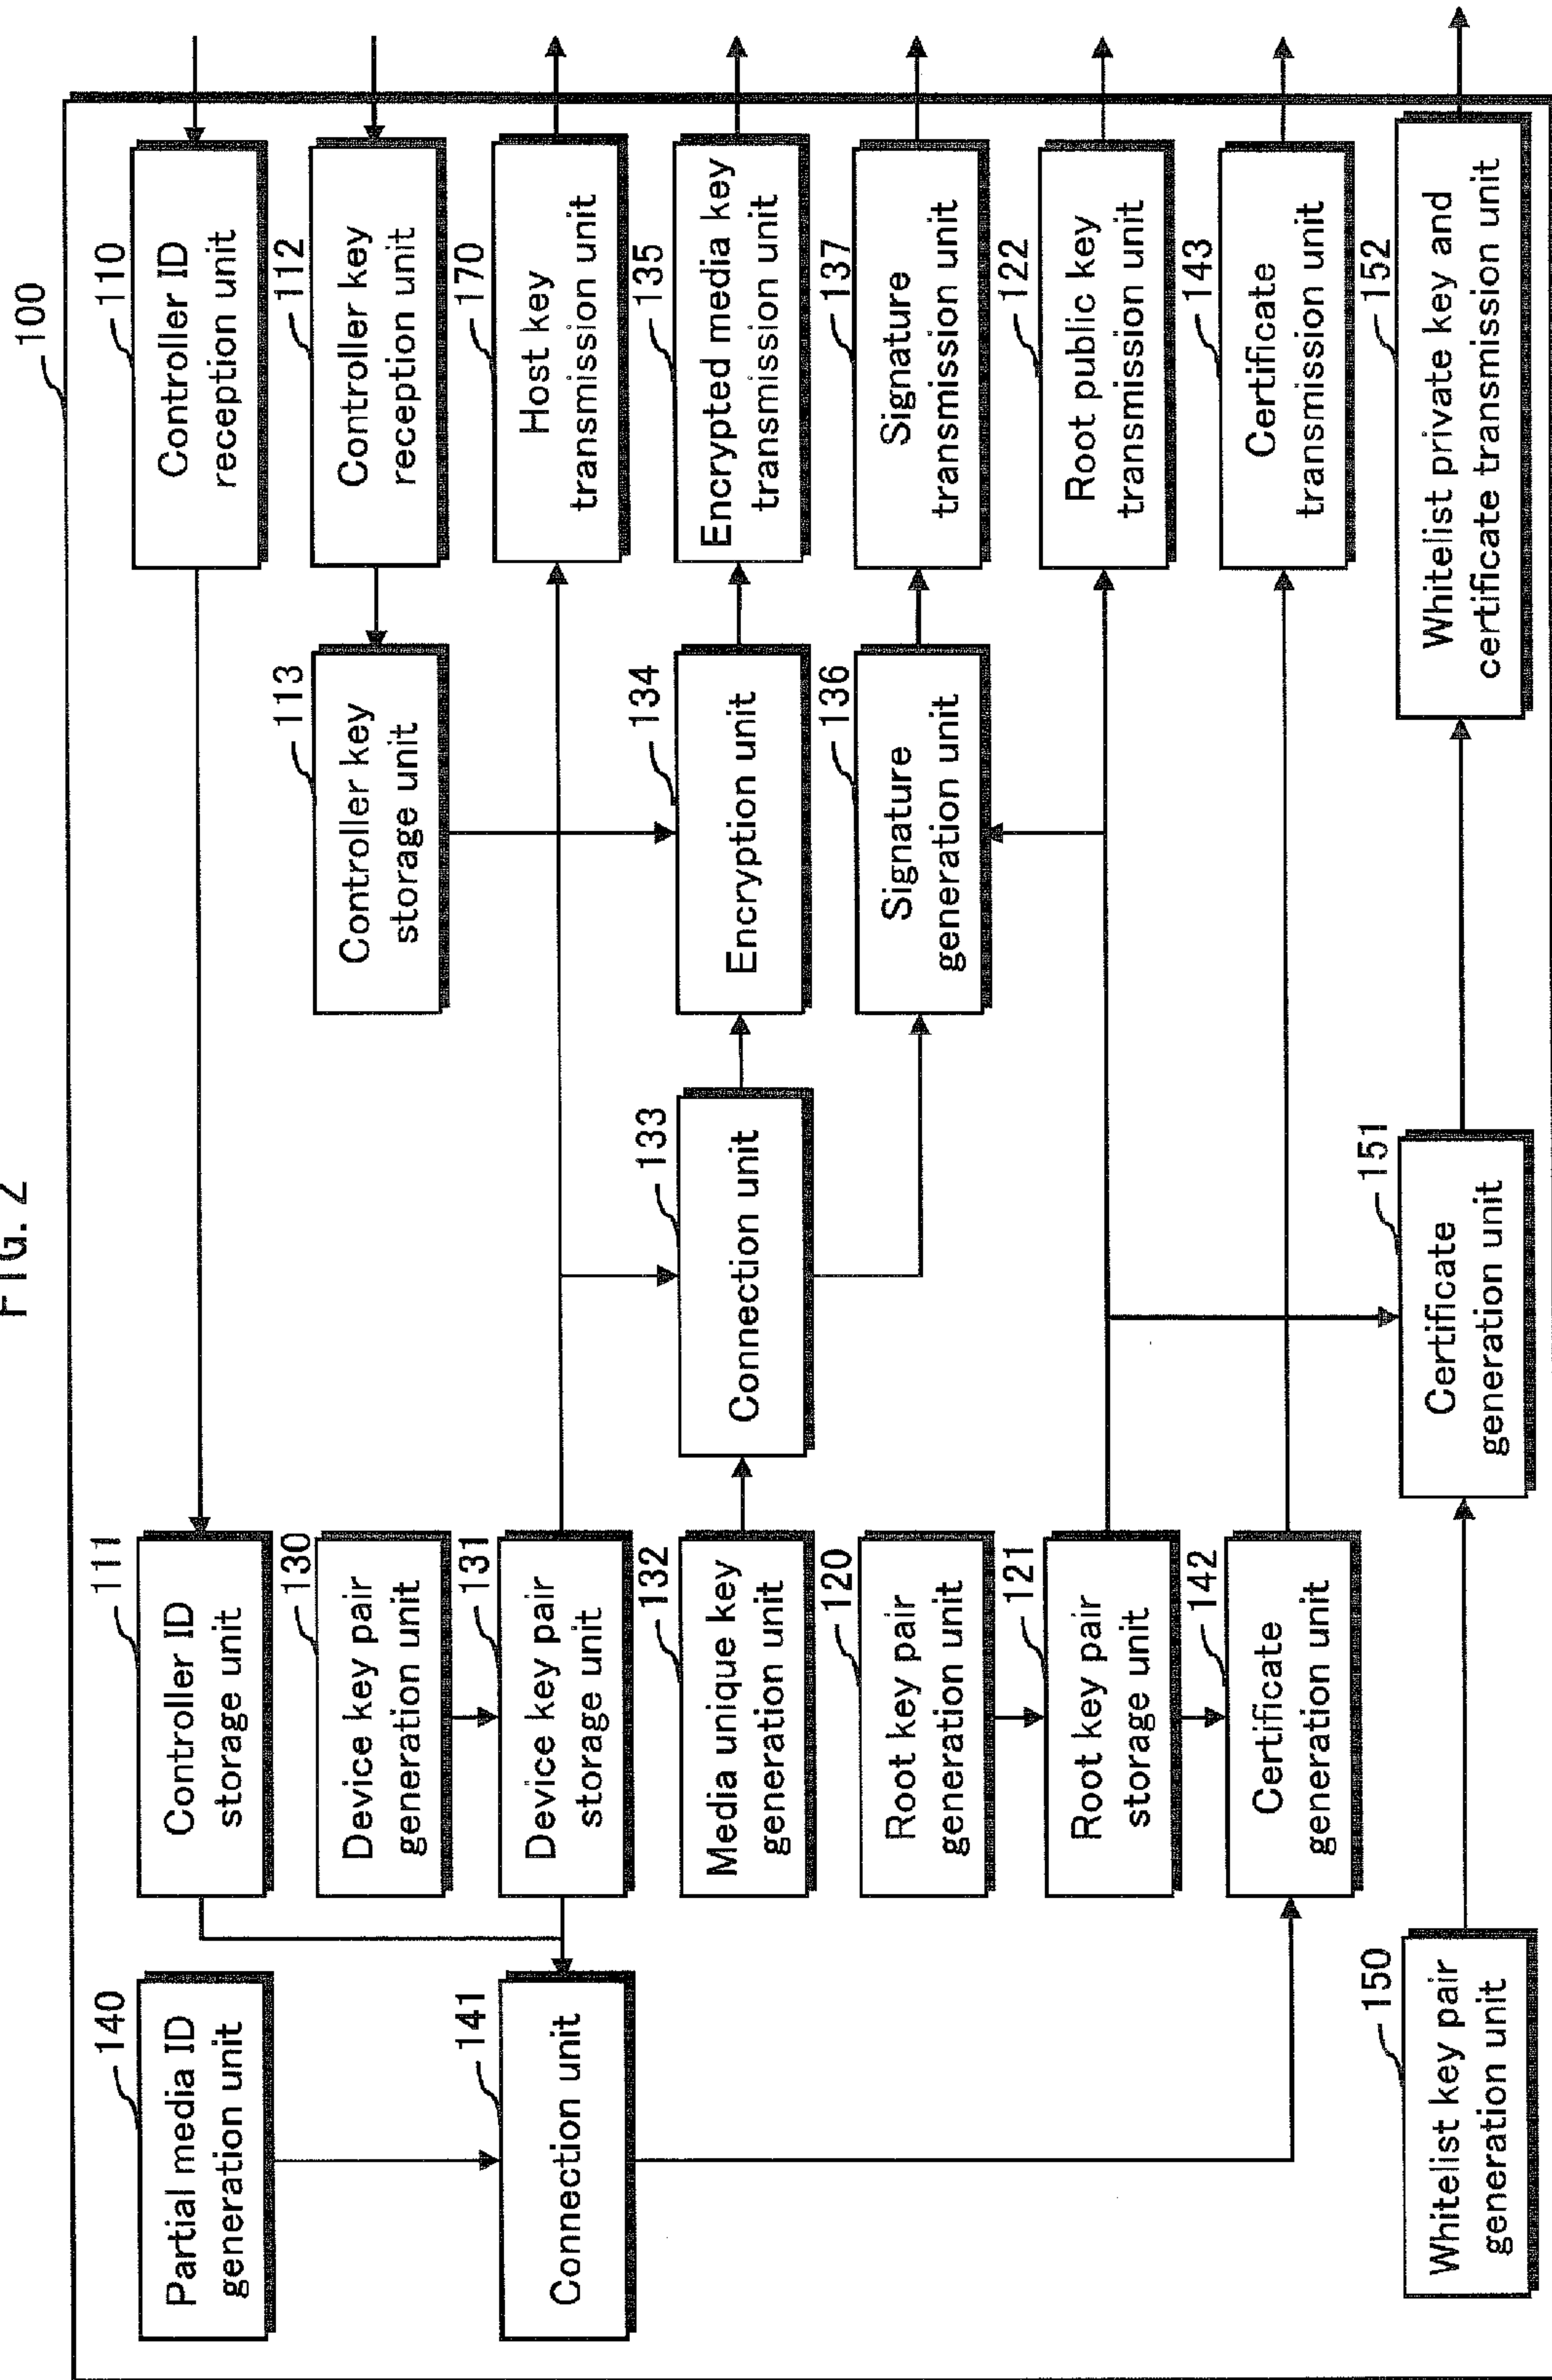 FIG. 2
100
110
Controller ID
reception unit
112
Controller key
reception unit
170
Host key
transmission unit
135
Encrypted media key
transmission unit
137
Signature
transmission unit
122
Root public key
transmission unit
143
Certificate
transmission unit
152
Whitelist private key and
certificate transmission unit
113
Controller key
storage unit
134
Encryption unit
136
Signature
generation unit
133
Connection unit
151
Certificate
generation unit
111
Controller ID
storage unit
130
Device key pair
generation unit
131
Device key pair
storage unit
132
Media unique key
generation unit
120
Root key pair
generation unit
121
Root key pair
storage unit
142
Certificate
generation unit
140
Partial media ID
generation unit
141
Connection unit
150
Whitelist key pair
generation unit